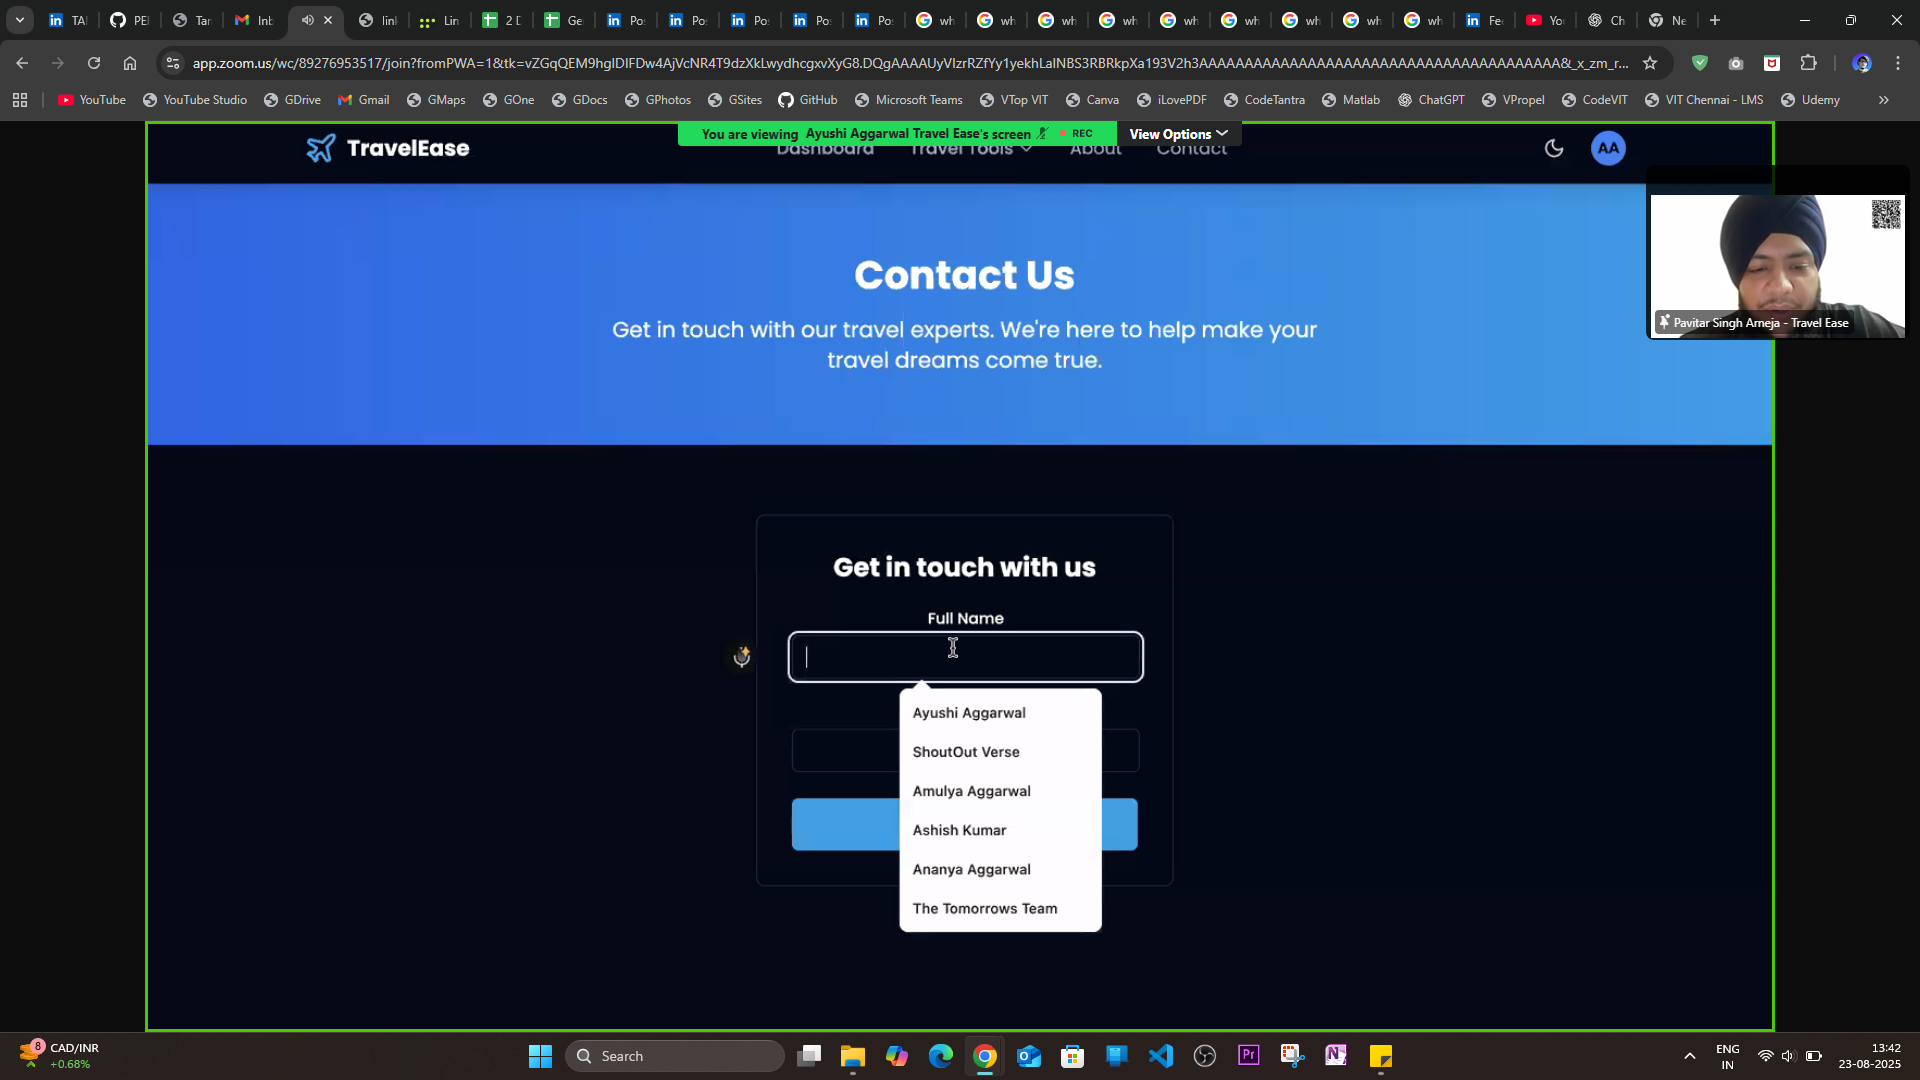 TAI
PEI
Tar
Inb
link
Lin
2 D
Ge
Po:
Po:
Po:
Po:
Po:
wh
wh
wh
wh
wh
wh
wh
wh
wh
Fe
You
Ch
Ne
app.zoom.us/wc/89276953517/join?fromPWA=1&tk=vZGqQEM9hgIDIFDw4AjVcNR4T9dzXkLwydhcgxvXyG8.DQgAAAAUyVIzrRZfYy1yekhLaINBS3RBRkpXa193V2h3AAAAAAAAAAAAAAAAAAAAAAAAAAAAAAAAAAAAAAAA&_x_zm_r...
YouTube
YouTube Studio
GDrive
Gmail
GMaps
GOne
GDocs
GPhotos
GSites
GitHub
Microsoft Teams
VTop VIT
Canva
iLovePDF
CodeTantra
Matlab
ChatGPT
VPropel
CodeVIT
VIT Chennai - LMS
Udemy
You are viewing Ayushi Aggarwal Travel Ease's screen
REC
View Options
TravelEase
Dashboard
Travel Tools
About
Contact
AA
Contact Us
Get in touch with our travel experts. We're here to help make your
travel dreams come true.
Pavitar Singh Arneja - Travel Ease
Get in touch with us
Full Name
Ayushi Aggarwal
ShoutOut Verse
Amulya Aggarwal
Ashish Kumar
Ananya Aggarwal
The Tomorrows Team
8
CAD/INR
+0.68%
Search
Pr
N
ENG
IN
13:42
23-08-2025